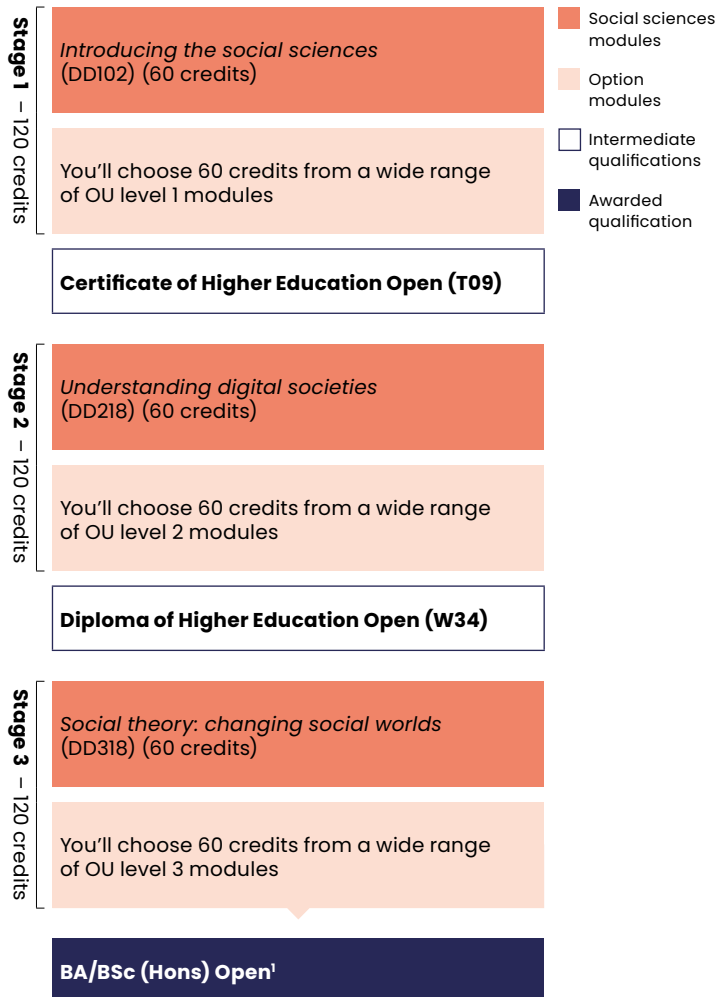 Stage 1 – 120 credits
Introducing the social sciences
(DD102) (60 credits)
You’ll choose 60 credits from a wide range
of OU level 1 modules
Certificate of Higher Education Open (T09)
Stage 2 – 120 credits
Understanding digital societies
(DD218) (60 credits)
You’ll choose 60 credits from a wide range
of OU level 2 modules
Diploma of Higher Education Open (W34)
Stage 3 – 120 credits
Social theory: changing social worlds
(DD318) (60 credits)
You’ll choose 60 credits from a wide range
of OU level 3 modules
BA/BSc (Hons) Open¹
Social sciences
modules
Option
modules
Intermediate
qualifications
Awarded
qualification